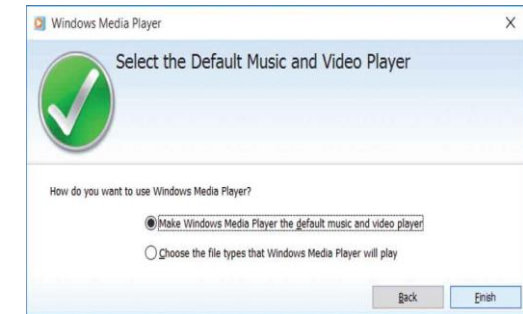 Windows Media Player
Select the Default Music and Video Player
How do you want to use Windows Media Player?
Make Windows Media Player the default music and video player
Choose the file types that Windows Media Player will play
Back
Finish